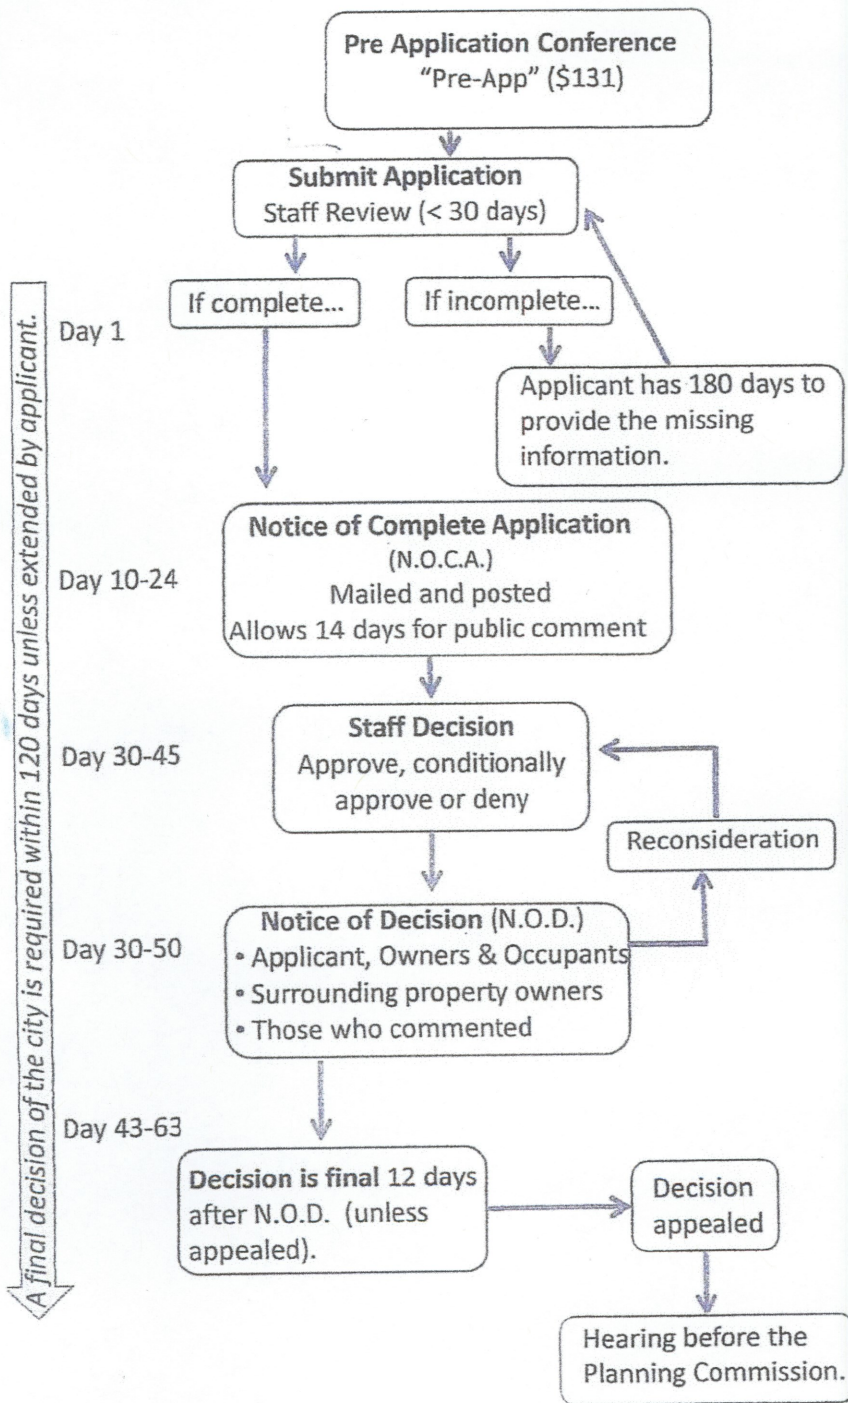 Pre Application Conference
"Pre-App" ($131)
Submit Application
Staff Review (< 30 days)
If complete...
If incomplete...
Day 1
Applicant has 180 days to
provide the missing
information.
Notice of Complete Application
(N.O.C.A.)
Mailed and posted
Allows 14 days for public comment
Day 10-24
Staff Decision
Approve, conditionally
approve or deny
Day 30-45
Reconsideration
Notice of Decision (N.O.D.)
• Applicant, Owners & Occupants
• Surrounding property owners
• Those who commented
Day 30-50
Day 43-63
Decision is final 12 days
after N.O.D. (unless
appealed).
Decision
appealed
Hearing before the
Planning Commission.
A final decision of the city is required within 120 days unless extended by applicant.